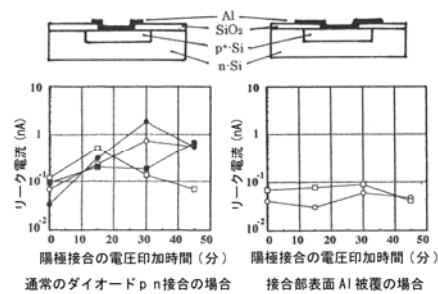 Al
SiO₂
p⁺-Si
n-Si
リーク電流 (nA)
10
1
10⁻¹
10⁻²
0 10 20 30 40 50
陽極接合の電圧印加時間(分)
通常のダイオードpn接合の場合
リーク電流 (nA)
10
1
10⁻¹
10⁻²
0 10 20 30 40 50
陽極接合の電圧印加時間(分)
接合部表面Al被覆の場合